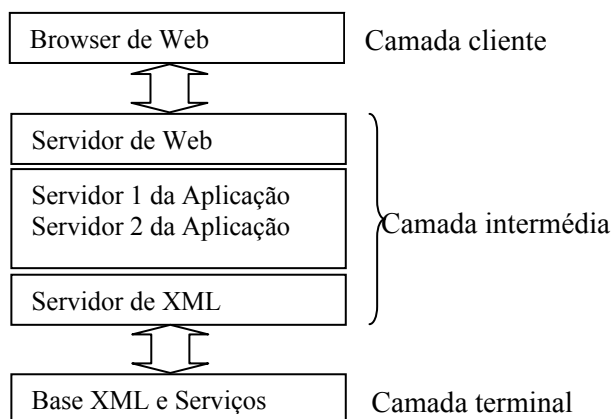 Browser de Web
Camada cliente
Servidor de Web
Servidor 1 da Aplicação
Servidor 2 da Aplicação
Camada intermédia
Servidor de XML
Base XML e Serviços
Camada terminal